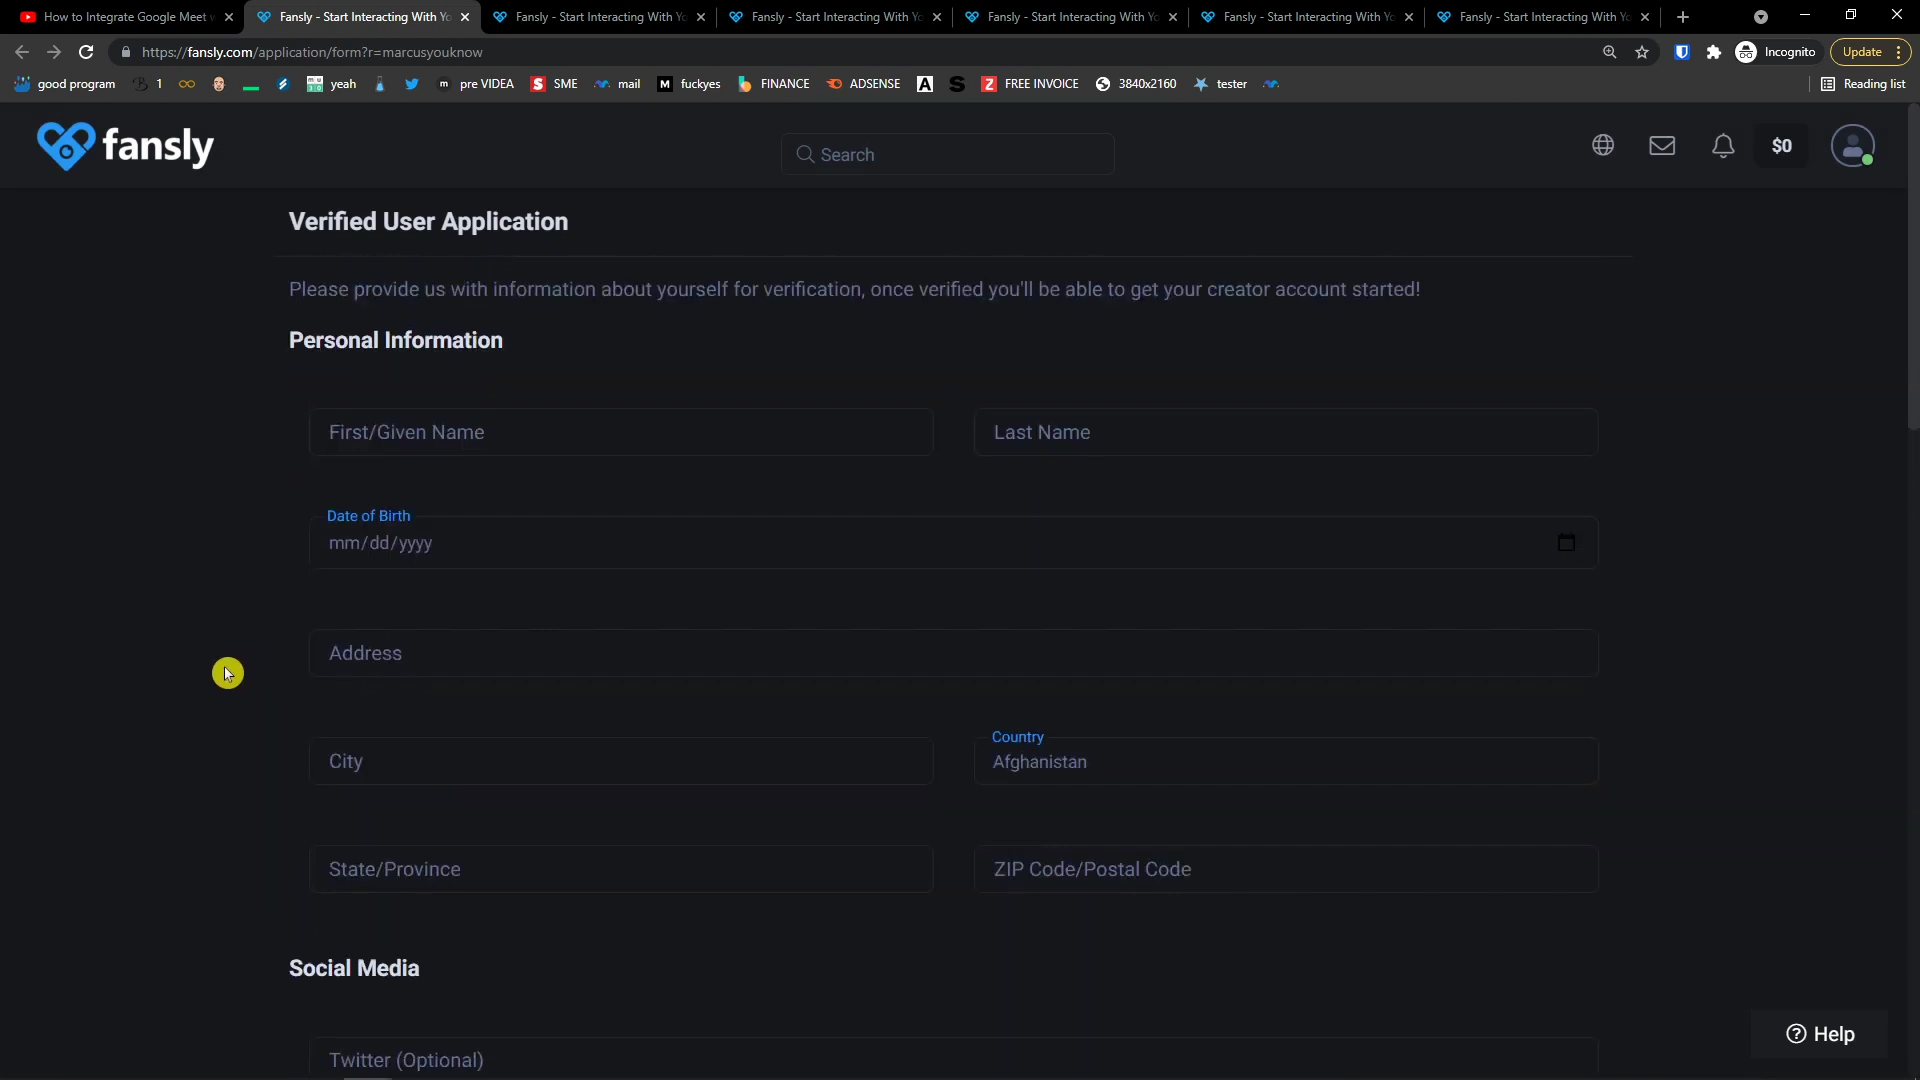 How to Integrate Google Meet
Fansly - Start Interacting With Yo
Fansly - Start Interacting With Yo
Fansly - Start Interacting With Yo
Fansly - Start Interacting With Yo
Fansly - Start Interacting With Yo
Fansly - Start Interacting With Yo
https://fansly.com/application/form?r=marcusyouknow
Incognito
Update
good program
1
yeah
m pre VIDEA
S SME
mail
M fuckyes
FINANCE
ADSENSE
A
S
Z FREE INVOICE
3840x2160
tester
Reading list
fansly
Search
$0
Verified User Application
Please provide us with information about yourself for verification, once verified you'll be able to get your creator account started!
Personal Information
First/Given Name
Last Name
Date of Birth
mm/dd/yyyy
Address
City
Country
Afghanistan
State/Province
ZIP Code/Postal Code
Social Media
Twitter (Optional)
Help